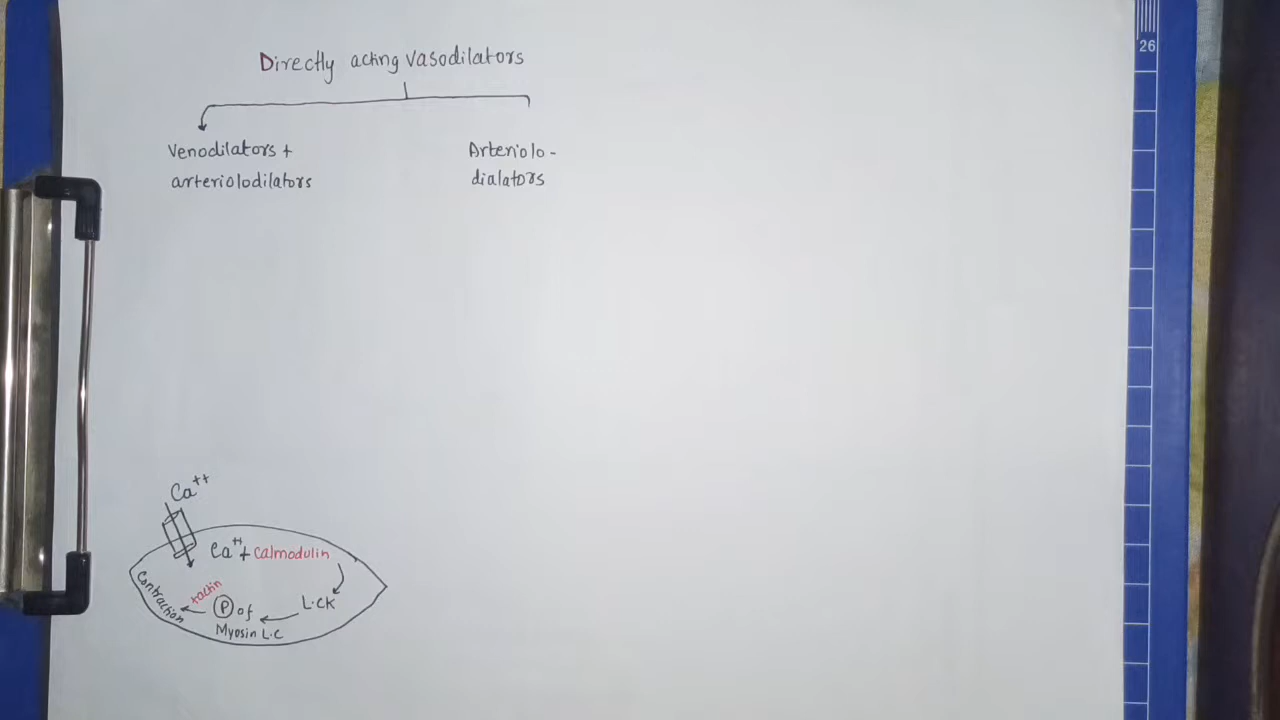 Directly acting vasodilators
Venodilators +
arteriolodilators
Arteriolo -
dialators
Ca++
Ca++ + Calmodulin
L.CK
P of
Myosin L.C
+actin
Contraction
26